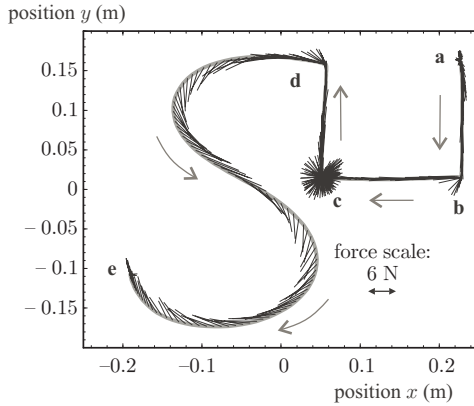 position y (m)
0.15
0.1
0.05
0
– 0.05
– 0.1
– 0.15
a
d
c
b
e
force scale:
6 N
–0.2
–0.1
0
0.1
0.2
position x (m)